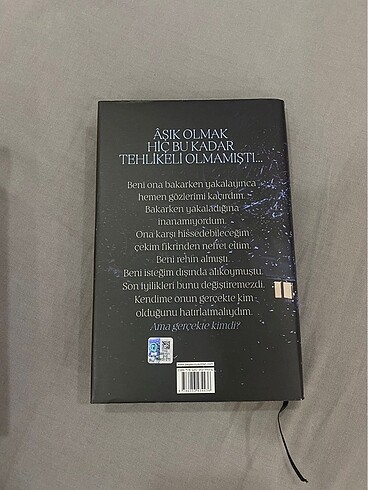 ÂŞIK OLMAK
HİÇ BU KADAR
TEHLİKELİ OLMAMIŞTI...
Beni ona bakarken yakalayınca
hemen gözlerimi kaçırdım.
Bakarken yakaladığına
inanamıyordum.
Ona karşı hissedebileceğim
çekim fikrinden nefret ettim.
Beni rehin almıştı.
Beni isteğim dışında alıkoymuştu.
Son iyilikleri bunu değiştiremezdi.
Kendime onun gerçekte kim
olduğunu hatırlatmalıydım.
Ama gerçekte kimdi?